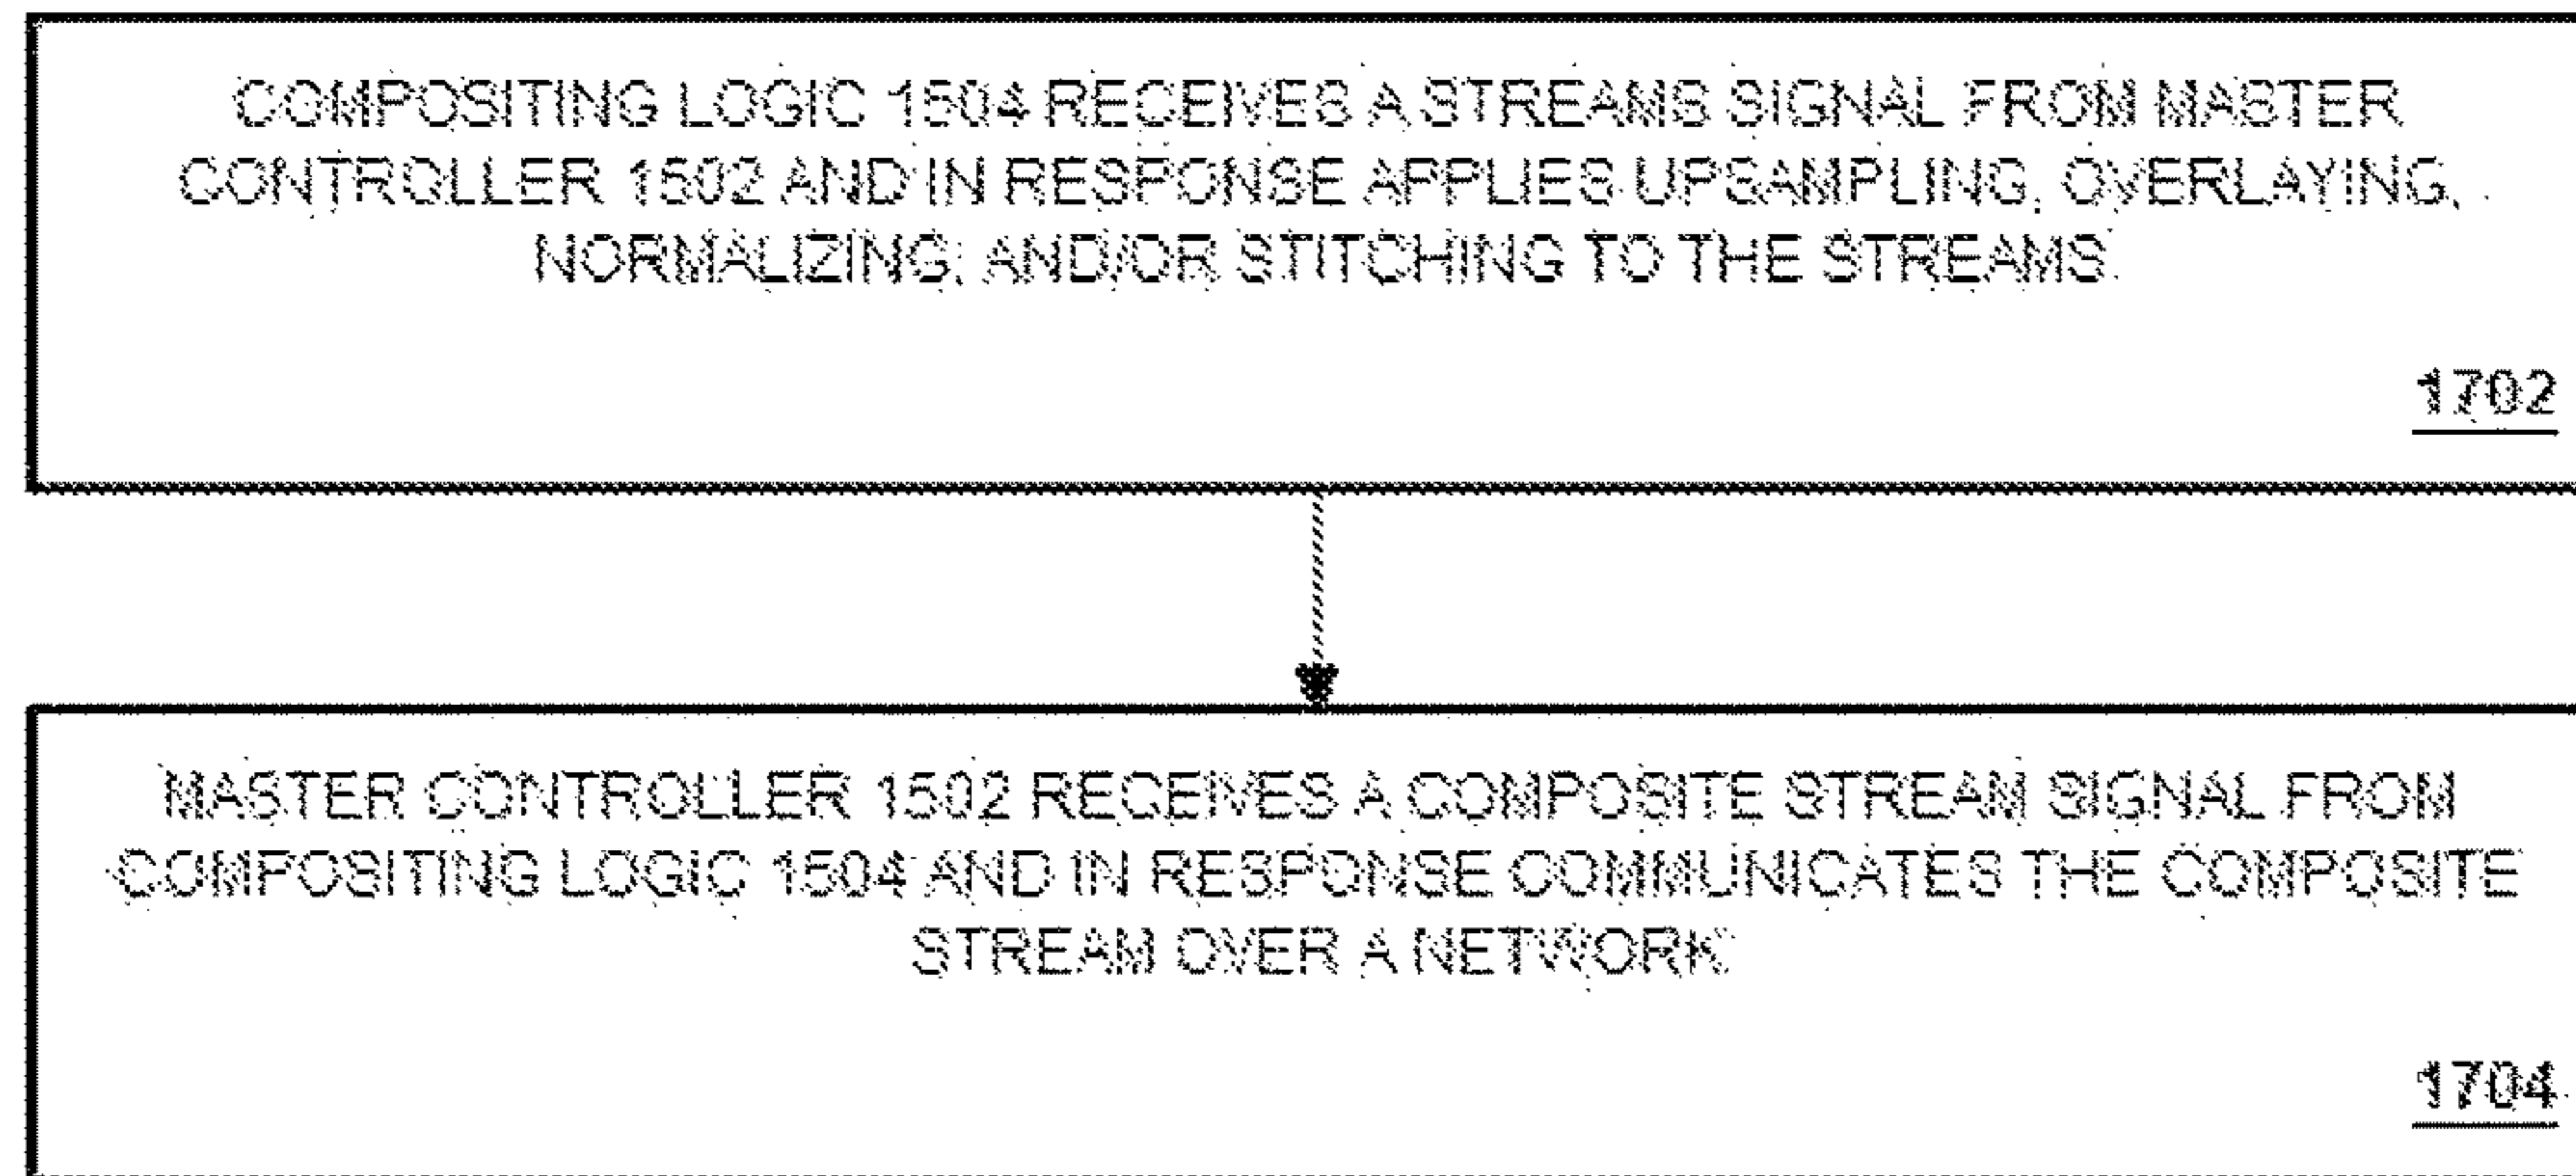 COMPOSITING LOGIC 1504 RECEIVES A STREAMS SIGNAL FROM MASTER
CONTROLLER 1502 AND IN RESPONSE APPLIES UPSAMPLING, OVERLAYING,
NORMALIZING, AND/OR STITCHING TO THE STREAMS
1702
MASTER CONTROLLER 1502 RECEIVES A COMPOSITE STREAM SIGNAL FROM
COMPOSITING LOGIC 1504 AND IN RESPONSE COMMUNICATES THE COMPOSITE
STREAM OVER A NETWORK
1704